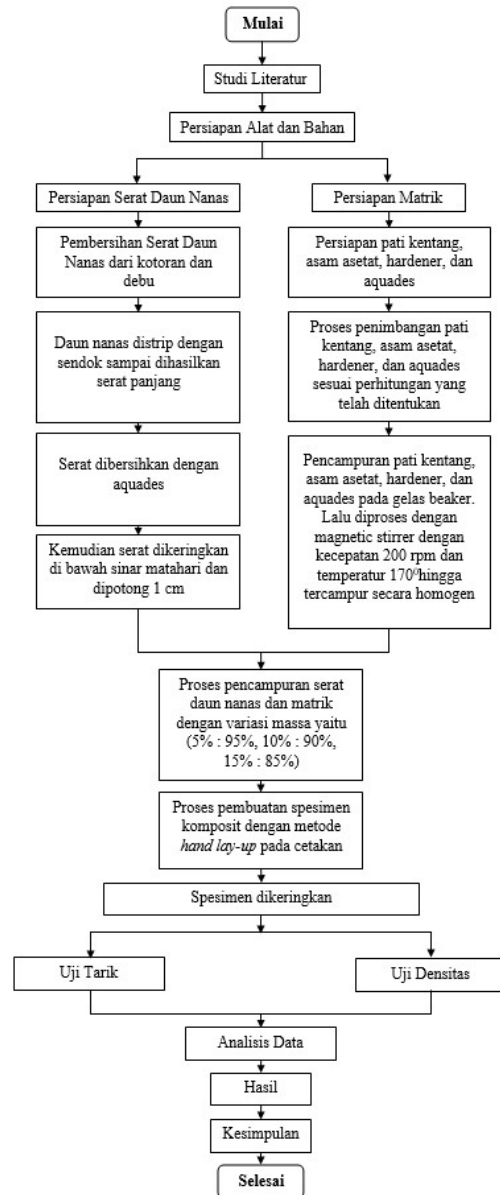 Mulai
Studi Literatur
Persiapan Alat dan Bahan
Persiapan Serat Daun Nanas
Pembersihan Serat Daun
Nanas dari kotoran dan
debu
Daun nanas distrip dengan
sendok sampai dihasilkan
serat panjang
Serat dibersihkan dengan
aquades
Kemudian serat dikeringkan
di bawah sinar matahari dan
dipotong 1 cm
Persiapan Matrik
Persiapan pati kentang,
asam asetat, hardener, dan
aquades
Proses penimbangan pati
kentang, asam asetat,
hardener, dan aquades
sesuai perhitungan yang
telah ditentukan
Pencampuran pati kentang,
asam asetat, hardener, dan
aquades pada gelas beaker.
Lalu diproses dengan
magnetic stirrer dengan
kecepatan 200 rpm dan
temperatur 170⁰hingga
tercampur secara homogen
Proses pencampuran serat
daun nanas dan matrik
dengan variasi massa yaitu
(5% : 95%, 10% : 90%,
15% : 85%)
Proses pembuatan spesimen
komposit dengan metode
hand lay-up pada cetakan
Spesimen dikeringkan
Uji Tarik
Uji Densitas
Analisis Data
Hasil
Kesimpulan
Selesai